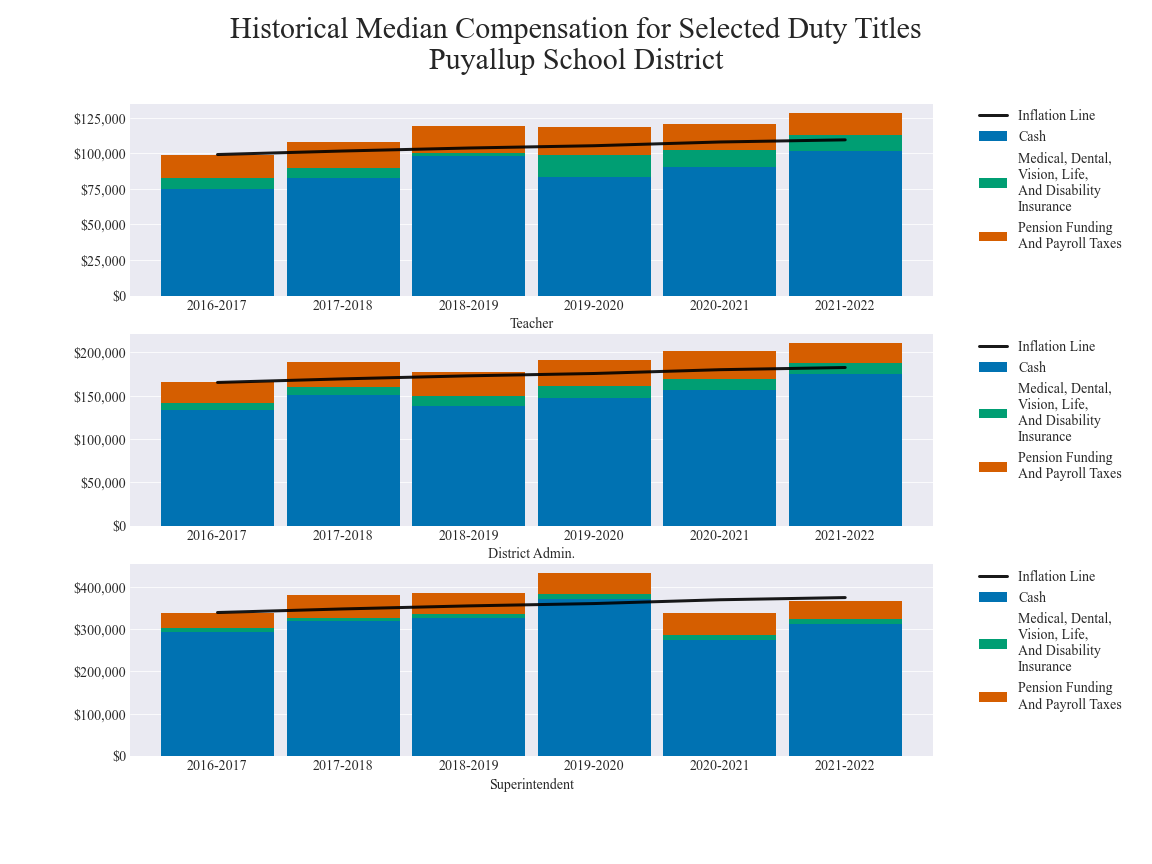 Historical Median Compensation for Selected Duty Titles
Puyallup School District
$125,000
$100,000
$75,000
$50,000
$25,000
$0
2016-2017 2017-2018 2018-2019 2019-2020 2020-2021 2021-2022
Teacher
Inflation Line
Cash
Medical, Dental,
Vision, Life,
And Disability
Insurance
Pension Funding
And Payroll Taxes
$200,000
$150,000
$100,000
$50,000
$0
2016-2017 2017-2018 2018-2019 2019-2020 2020-2021 2021-2022
District Admin.
Inflation Line
Cash
Medical, Dental,
Vision, Life,
And Disability
Insurance
Pension Funding
And Payroll Taxes
$400,000
$300,000
$200,000
$100,000
$0
2016-2017 2017-2018 2018-2019 2019-2020 2020-2021 2021-2022
Superintendent
Inflation Line
Cash
Medical, Dental,
Vision, Life,
And Disability
Insurance
Pension Funding
And Payroll Taxes